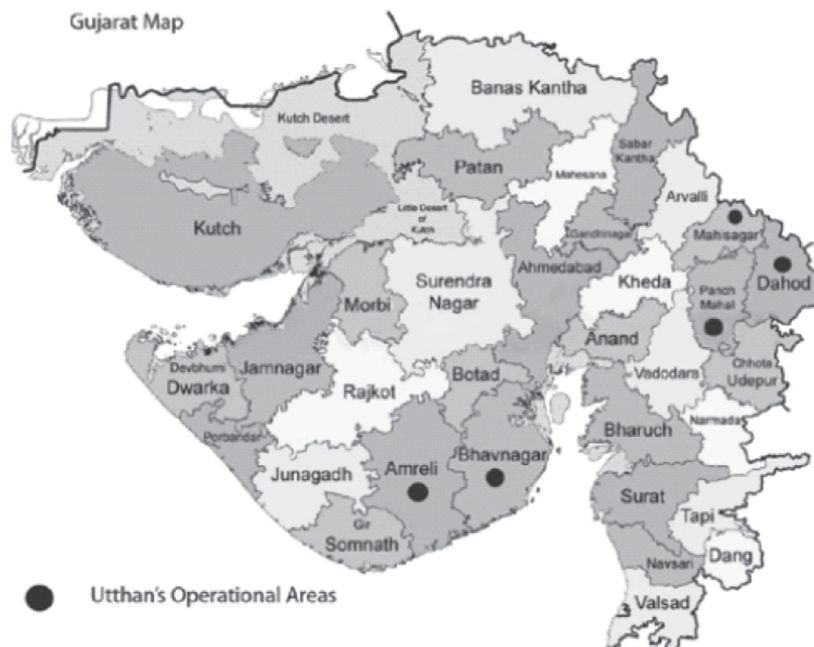 Gujarat Map
Banas Kantha
Kutch Desert
Sabar
Kantha
Patan
Mahesana
Arvalli
Little Desert
of
Kutch
Kutch
Gandhinagar
Mahisagar
Ahmedabad
Surendra
Nagar
Kheda
Panch
Mahal
Dahod
Morbi
Anand
Devbhumi
Dwarka
Jamnagar
Rajkot
Botad
Vadodara
Chhota
Udepur
Porbandar
Narmada
Bharuch
Junagadh
Amreli
Bhavnagar
Surat
Tapi
Gir
Somnath
Dang
Navsari
Utthan's Operational Areas
Valsad